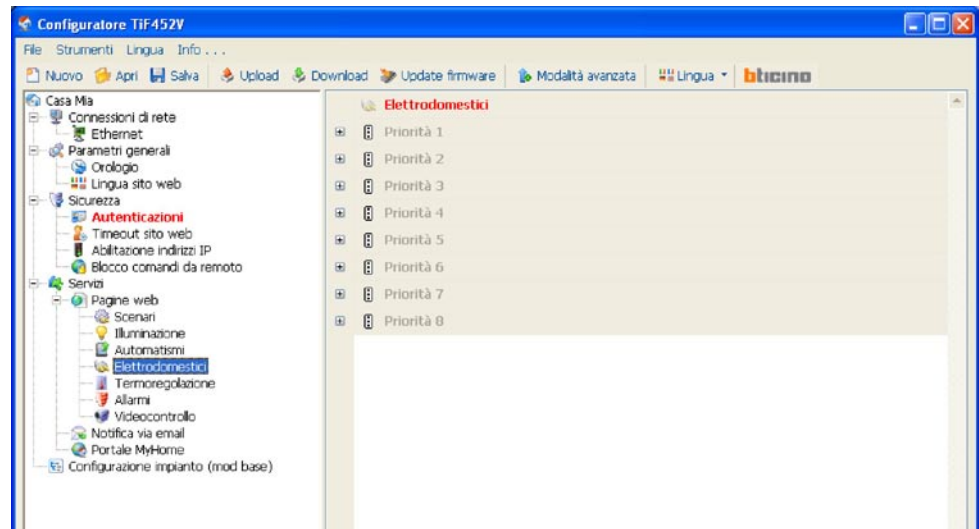 Configuratore TiF452V
File Strumenti Lingua Info . . .
Nuovo Apri Salva Upload Download Update firmware Modalità avanzata Lingua bticino
Casa Mia
Connessioni di rete
Ethernet
Parametri generali
Orologio
Lingua sito web
Sicurezza
Autenticazioni
Timeout sito web
Abilitazione indirizzi IP
Blocco comandi da remoto
Servizi
Pagine web
Scenari
Illuminazione
Automatismi
Elettrodomestici
Termoregolazione
Allarmi
Videocontrollo
Notifica via email
Portale MyHome
Configurazione impianto (mod base)
Elettrodomestici
Priorità 1
Priorità 2
Priorità 3
Priorità 4
Priorità 5
Priorità 6
Priorità 7
Priorità 8